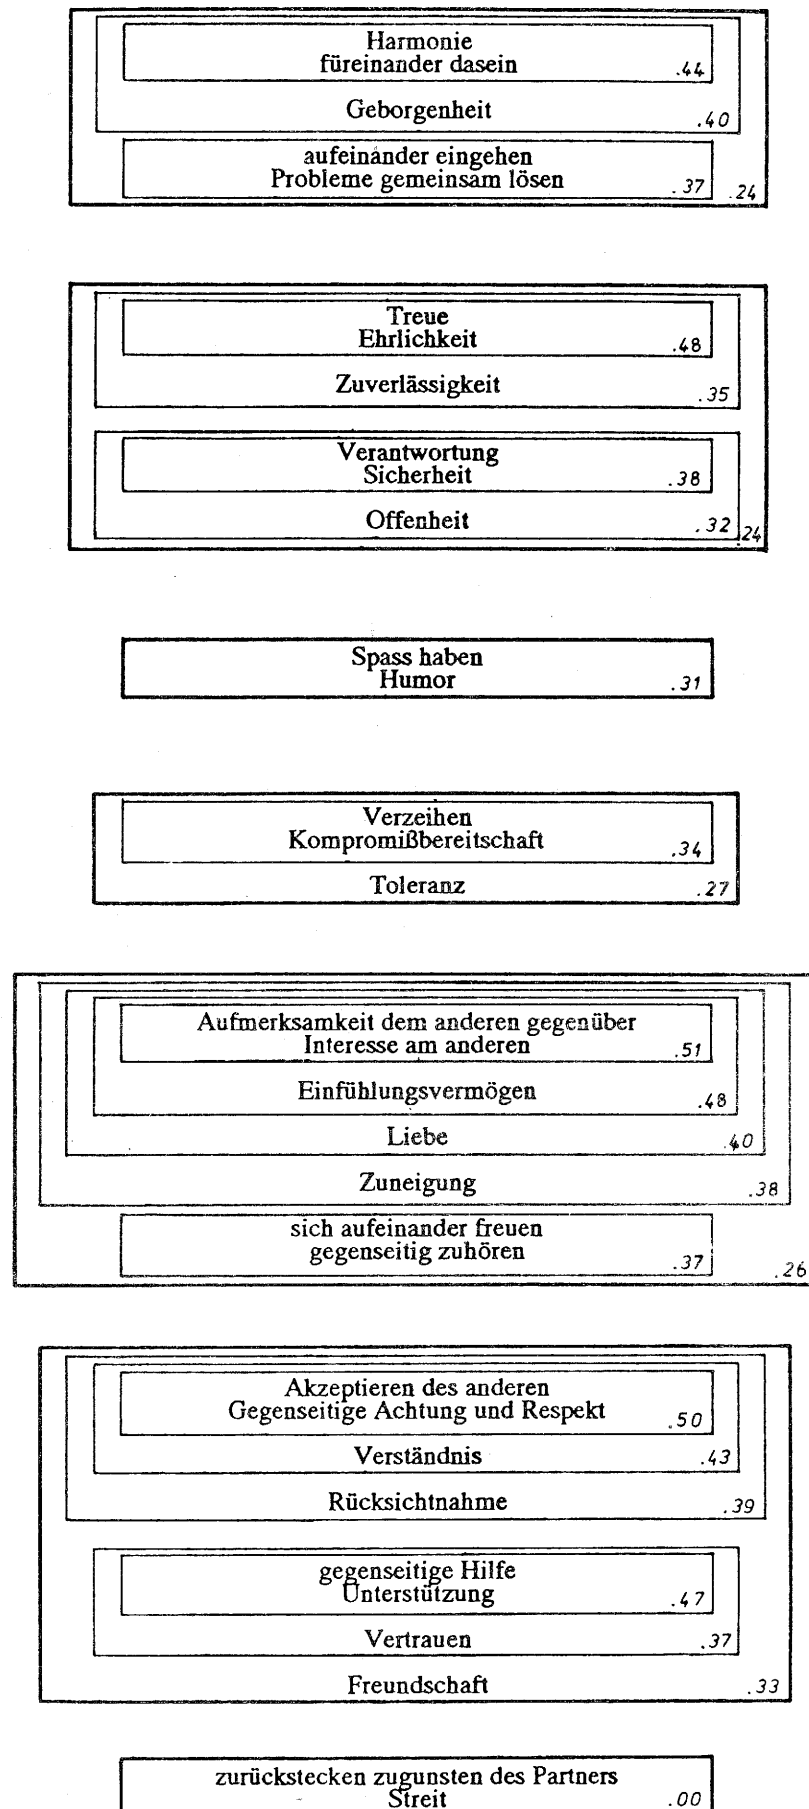 Harmonie
füreinander dasein .44
Geborgenheit .40
aufeinander eingehen
Probleme gemeinsam lösen .37 .24
Treue
Ehrlichkeit .48
Zuverlässigkeit .35
Verantwortung
Sicherheit .38
Offenheit .32 .24
Spass haben
Humor .31
Verzeihen
Kompromißbereitschaft .34
Toleranz .27
Aufmerksamkeit dem anderen gegenüber
Interesse am anderen .51
Einfühlungsvermögen .48
Liebe .40
Zuneigung .38
sich aufeinander freuen
gegenseitig zuhören .37 .26
Akzeptieren des anderen
Gegenseitige Achtung und Respekt .50
Verständnis .43
Rücksichtnahme .39
gegenseitige Hilfe
Unterstützung .47
Vertrauen .37
Freundschaft .33
zurückstecken zugunsten des Partners
Streit .00